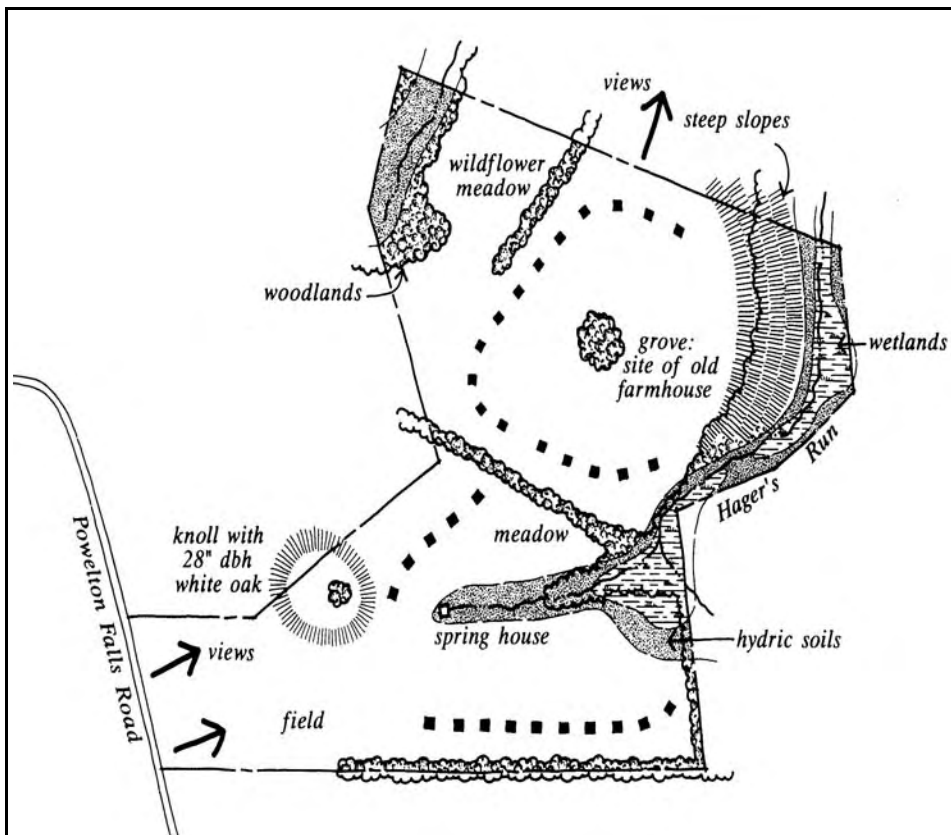 views
steep slopes
wildflower
meadow
woodlands
grove:
site of old
farmhouse
wetlands
Hager's Run
Powelton Falls Road
knoll with
28" dbh
white oak
meadow
spring house
hydric soils
views
field